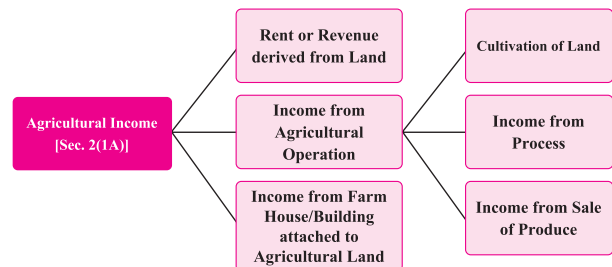 Agricultural Income
[Sec. 2(1A)]
Rent or Revenue
derived from Land
Income from
Agricultural
Operation
Income from Farm
House/Building
attached to
Agricultural Land
Cultivation of Land
Income from
Process
Income from Sale
of Produce